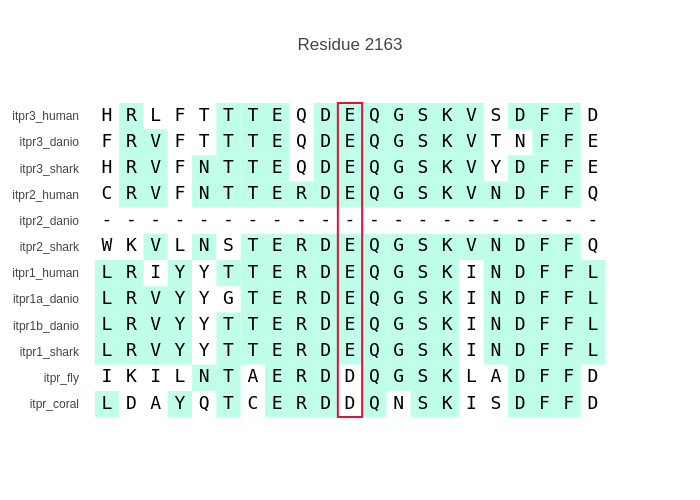 Residue 2163
itpr3_human H R L F T T T E Q D E Q G S K V S D F F D
itpr3_danio F R V F T T T E Q D E Q G S K V T N F F E
itpr3_shark H R V F N T T E Q D E Q G S K V Y D F F E
itpr2_human C R V F N T T E R D E Q G S K V N D F F Q
itpr2_danio - - - - - - - - - - - - - - - - - - - - -
itpr2_shark W K V L N S T E R D E Q G S K V N D F F Q
itpr1_human L R I Y Y T T E R D E Q G S K I N D F F L
itpr1a_danio L R V Y Y G T E R D E Q G S K I N D F F L
itpr1b_danio L R V Y Y T T E R D E Q G S K I N D F F L
itpr1_shark L R V Y Y T T E R D E Q G S K I N D F F L
itpr_fly I K I L N T A E R D D Q G S K L A D F F D
itpr_coral L D A Y Q T C E R D D Q N S K I S D F F D